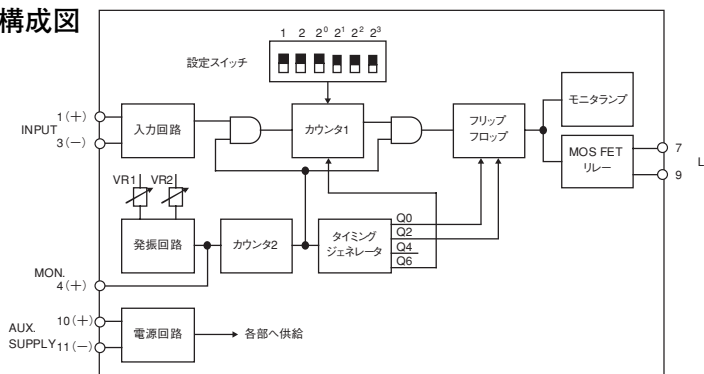 構成図
1 2 2⁰ 2¹ 2² 2³
設定スイッチ
INPUT
1(+)
3(−)
入力回路
カウンタ1
フリップ
フロップ
モニタランプ
MOS FET
リレー
7
9
L
VR1 VR2
発振回路
カウンタ2
タイミング
ジェネレータ
Q0
Q2
Q4
Q6
MON.
4(+)
AUX.
SUPPLY
10(+)
11(−)
電源回路
各部へ供給